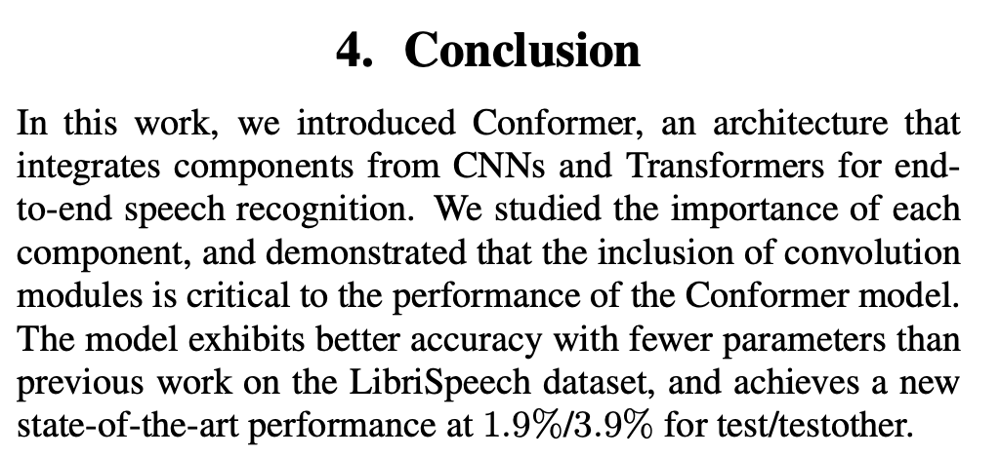 4. Conclusion
In this work, we introduced Conformer, an architecture that
integrates components from CNNs and Transformers for end-
to-end speech recognition. We studied the importance of each
component, and demonstrated that the inclusion of convolution
modules is critical to the performance of the Conformer model.
The model exhibits better accuracy with fewer parameters than
previous work on the LibriSpeech dataset, and achieves a new
state-of-the-art performance at 1.9%/3.9% for test/testother.